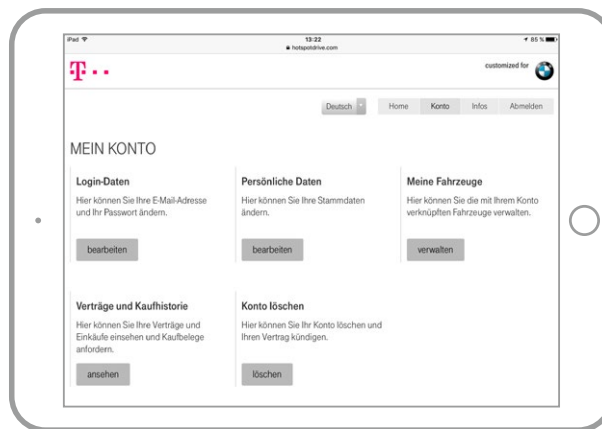 iPad 13:22 85 %
hotspotdrive.com
T
customized for
BMW
Deutsch Home Konto Infos Abmelden
MEIN KONTO
Login-Daten
Hier können Sie Ihre E-Mail-Adresse
und Ihr Passwort ändern.
bearbeiten
Persönliche Daten
Hier können Sie Ihre Stammdaten
ändern.
bearbeiten
Meine Fahrzeuge
Hier können Sie die mit Ihrem Konto
verknüpften Fahrzeuge verwalten.
verwalten
Verträge und Kaufhistorie
Hier können Sie Ihre Verträge und
Einkäufe einsehen und Kaufbelege
anfordern.
ansehen
Konto löschen
Hier können Sie Ihr Konto löschen und
Ihren Vertrag kündigen.
löschen